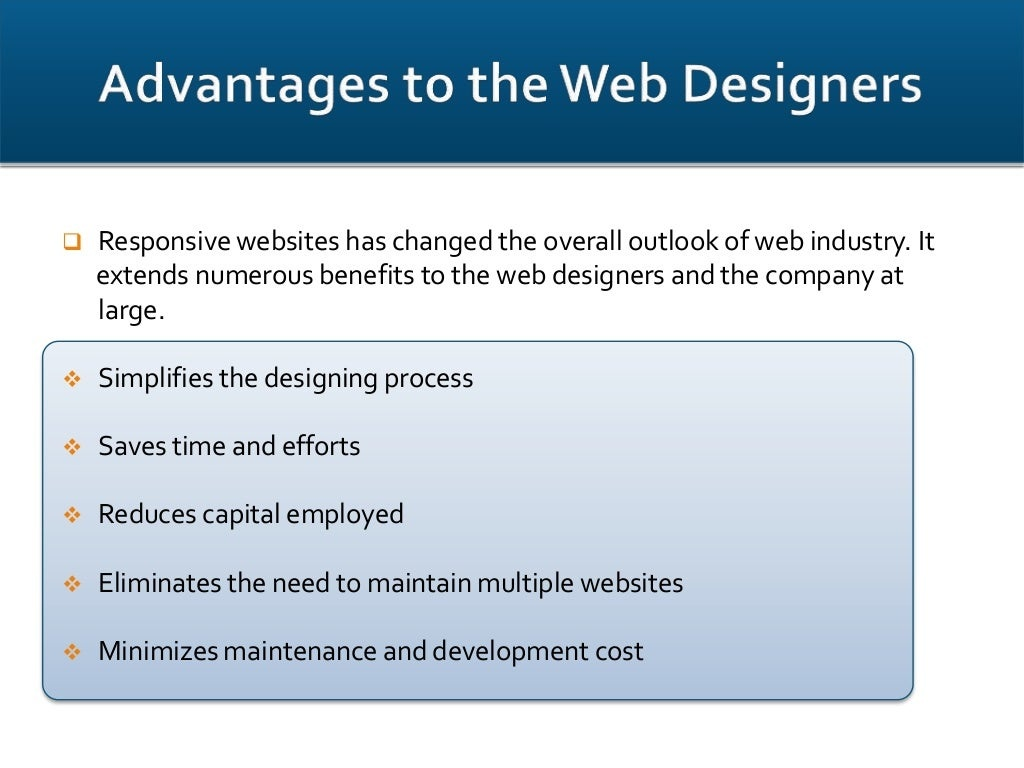 Advantages to the Web Designers
Responsive websites has changed the overall outlook of web industry. It
extends numerous benefits to the web designers and the company at
large.
Simplifies the designing process
Saves time and efforts
Reduces capital employed
Eliminates the need to maintain multiple websites
Minimizes maintenance and development cost